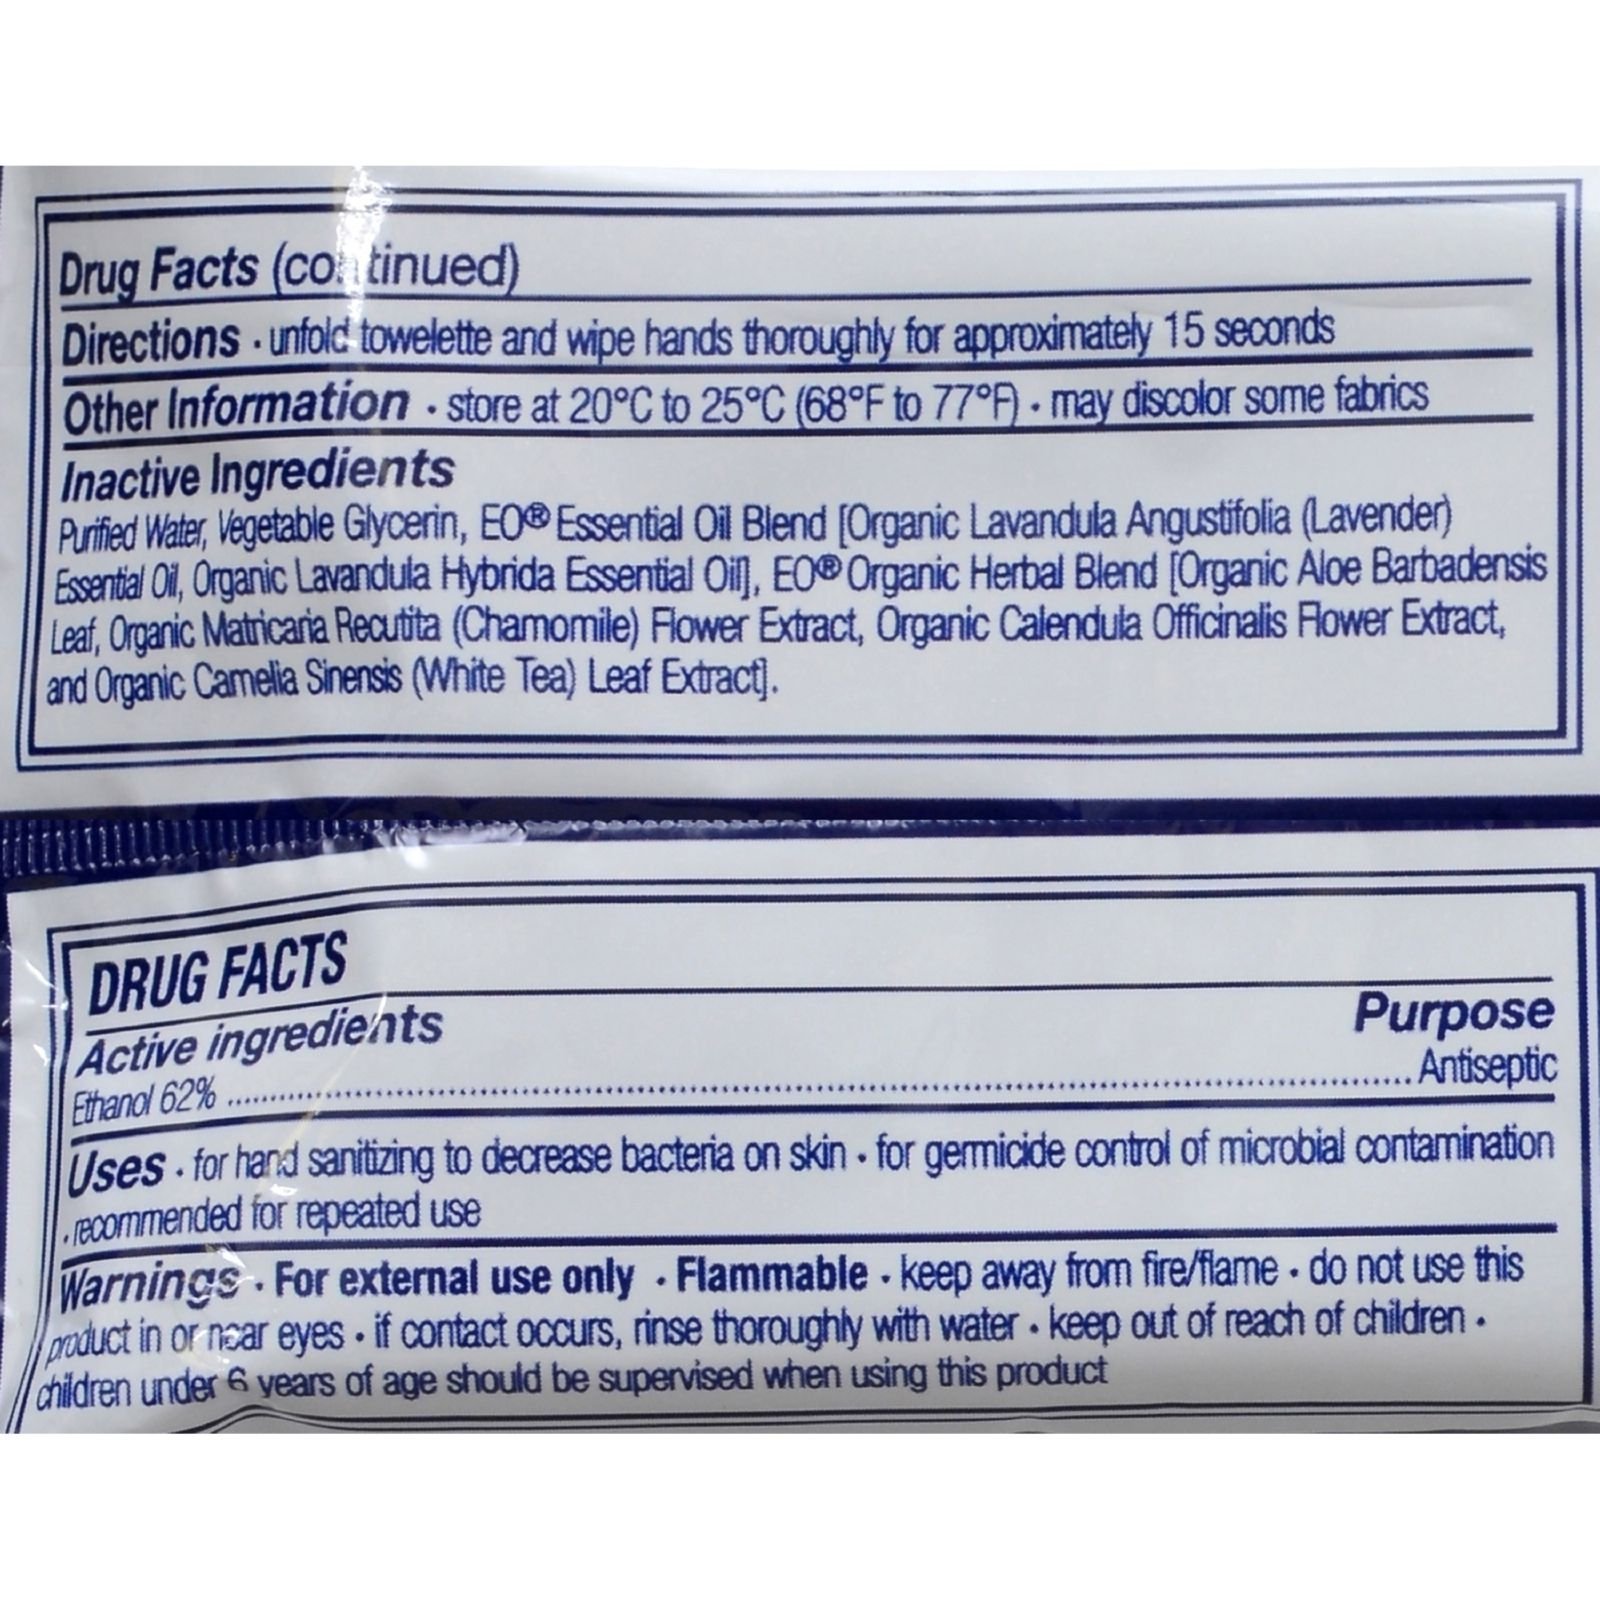 Drug Facts (continued)
Directions • unfold towelette and wipe hands thoroughly for approximately 15 seconds
Other Information • store at 20°C to 25°C (68°F to 77°F) • may discolor some fabrics
Inactive Ingredients
Purified Water, Vegetable Glycerin, EO® Essential Oil Blend [Organic Lavandula Angustifolia (Lavender)
Essential Oil, Organic Lavandula Hybrida Essential Oil], EO® Organic Herbal Blend [Organic Aloe Barbadensis
Leaf, Organic Matricaria Recutita (Chamomile) Flower Extract, Organic Calendula Officinalis Flower Extract,
and Organic Camelia Sinensis (White Tea) Leaf Extract].
DRUG FACTS
Active ingredients Purpose
Ethanol 62% ........ Antiseptic
Uses • for hand sanitizing to decrease bacteria on skin • for germicide control of microbial contamination
• recommended for repeated use
Warnings • For external use only • Flammable • keep away from fire/flame • do not use this
product in or near eyes • if contact occurs, rinse thoroughly with water • keep out of reach of children •
children under 6 years of age should be supervised when using this product